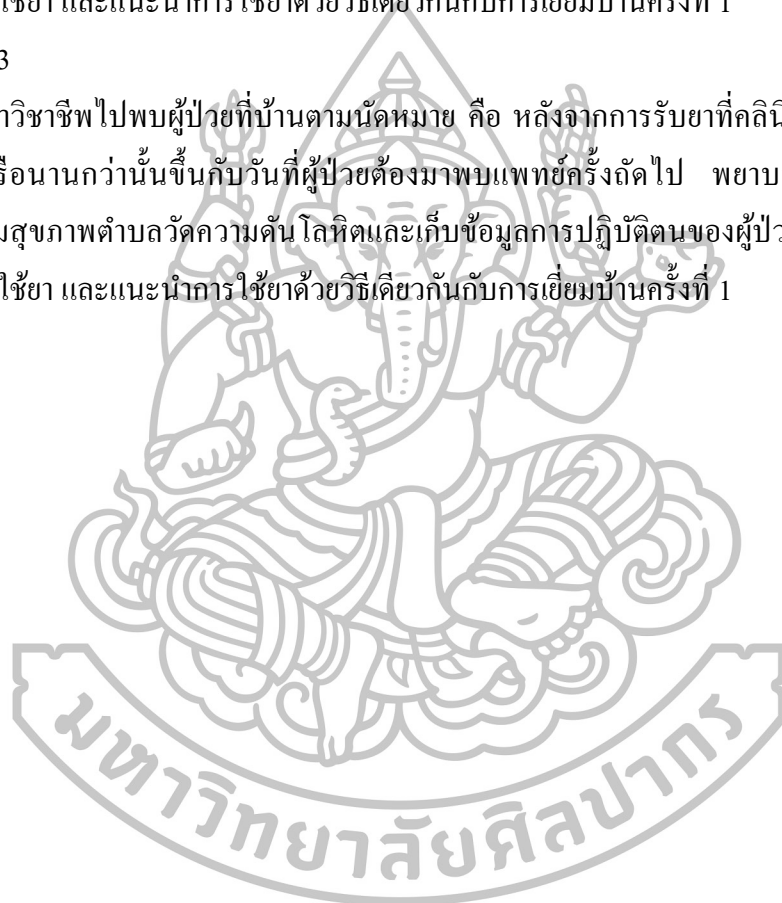 ใช้ยา และแนะนำการใช้ยาด้วยวิธีเดียวกันกับการเยี่ยมบ้านครั้งที่ 1
3
าวิชาชีพไปพบผู้ป่วยที่บ้านตามนัดหมาย คือ หลังจากการรับยาที่คลินิ
รือนานกว่านั้นขึ้นกับวันที่ผู้ป่วยต้องมาพบแพทย์ครั้งถัดไป พยาบ
มสุขภาพตำบลวัดความดันโลหิตและเก็บข้อมูลการปฏิบัติตนของผู้ป่ว
ใช้ยา และแนะนำการใช้ยาด้วยวิธีเดียวกันกับการเยี่ยมบ้านครั้งที่ 1
มหาวิทยาลัยศิลปากร